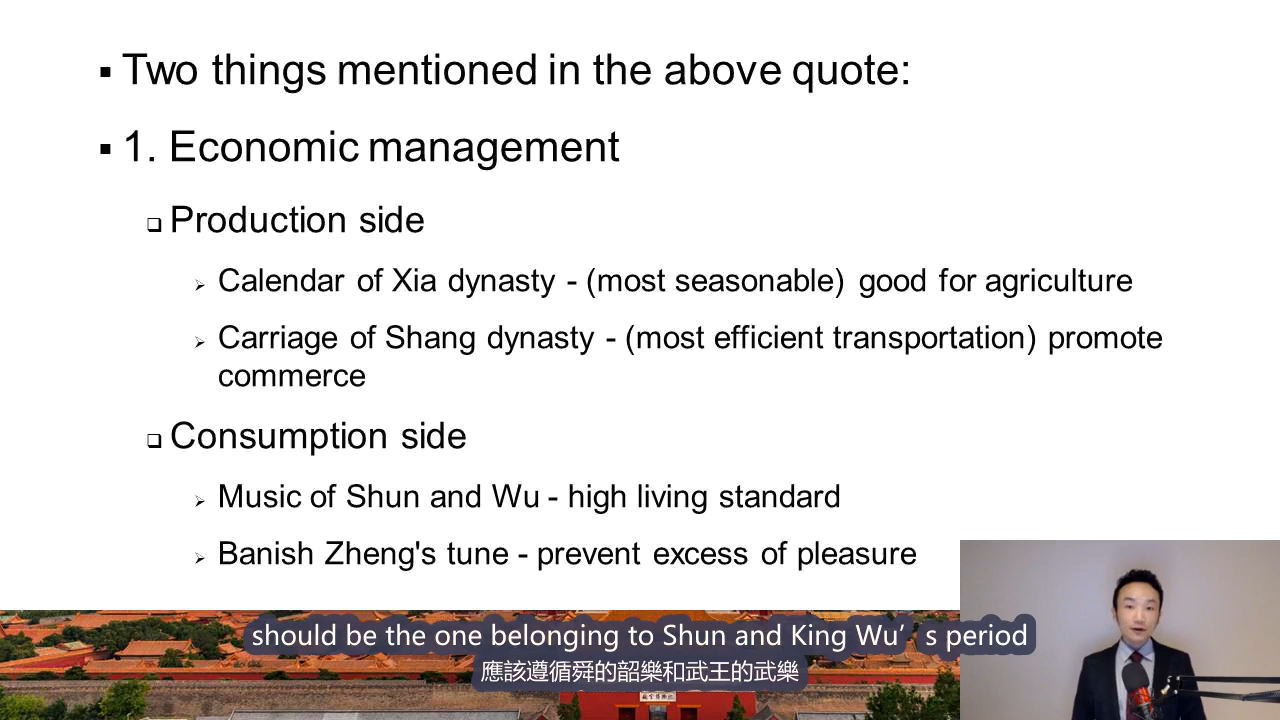 Two things mentioned in the above quote:
1. Economic management
Production side
Calendar of Xia dynasty - (most seasonable) good for agriculture
Carriage of Shang dynasty - (most efficient transportation) promote
commerce
Consumption side
Music of Shun and Wu - high living standard
Banish Zheng's tune - prevent excess of pleasure
should be the one belonging to Shun and King Wu’s period
應該遵循舜的韶樂和武王的武樂